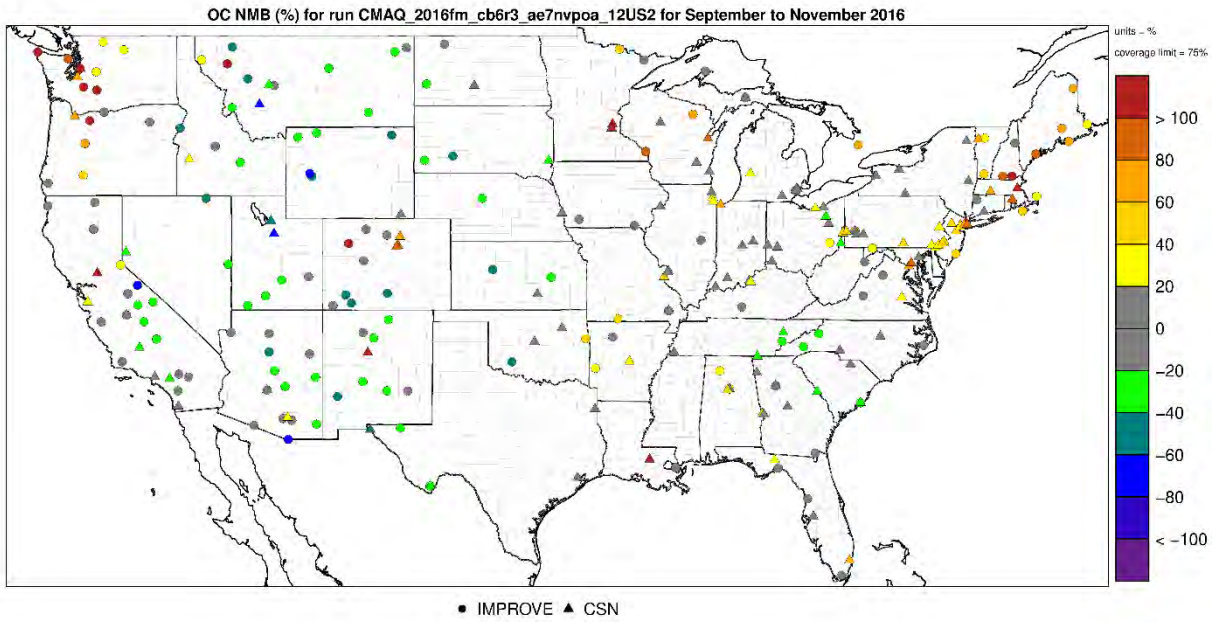 OC NMB (%) for run CMAQ_2016fm_cb6r3_ae7nvpoa_12US2 for September to November 2016
units = %
coverage limit = 75%
> 100
80
60
40
20
0
−20
−40
−60
−80
< −100
● IMPROVE ▲ CSN